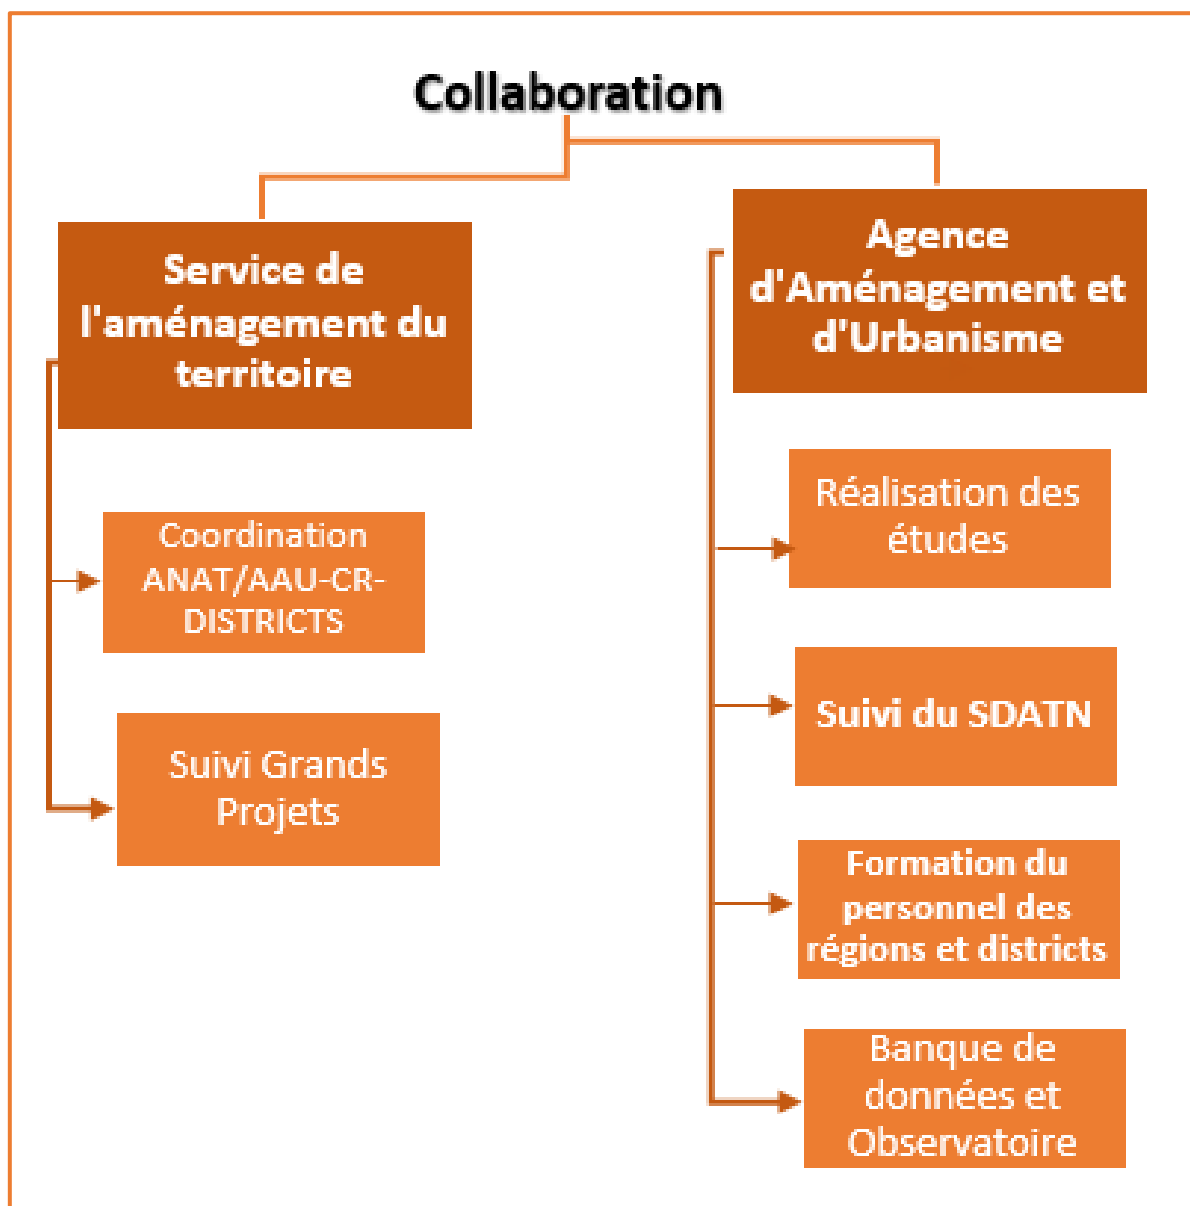 Collaboration
Service de
l'aménagement du
territoire
Coordination
ANAT/AAU-CR-
DISTRICTS
Suivi Grands
Projets
Agence
d'Aménagement et
d'Urbanisme
Réalisation des
études
Suivi du SDATN
Formation du
personnel des
régions et districts
Banque de
données et
Observatoire